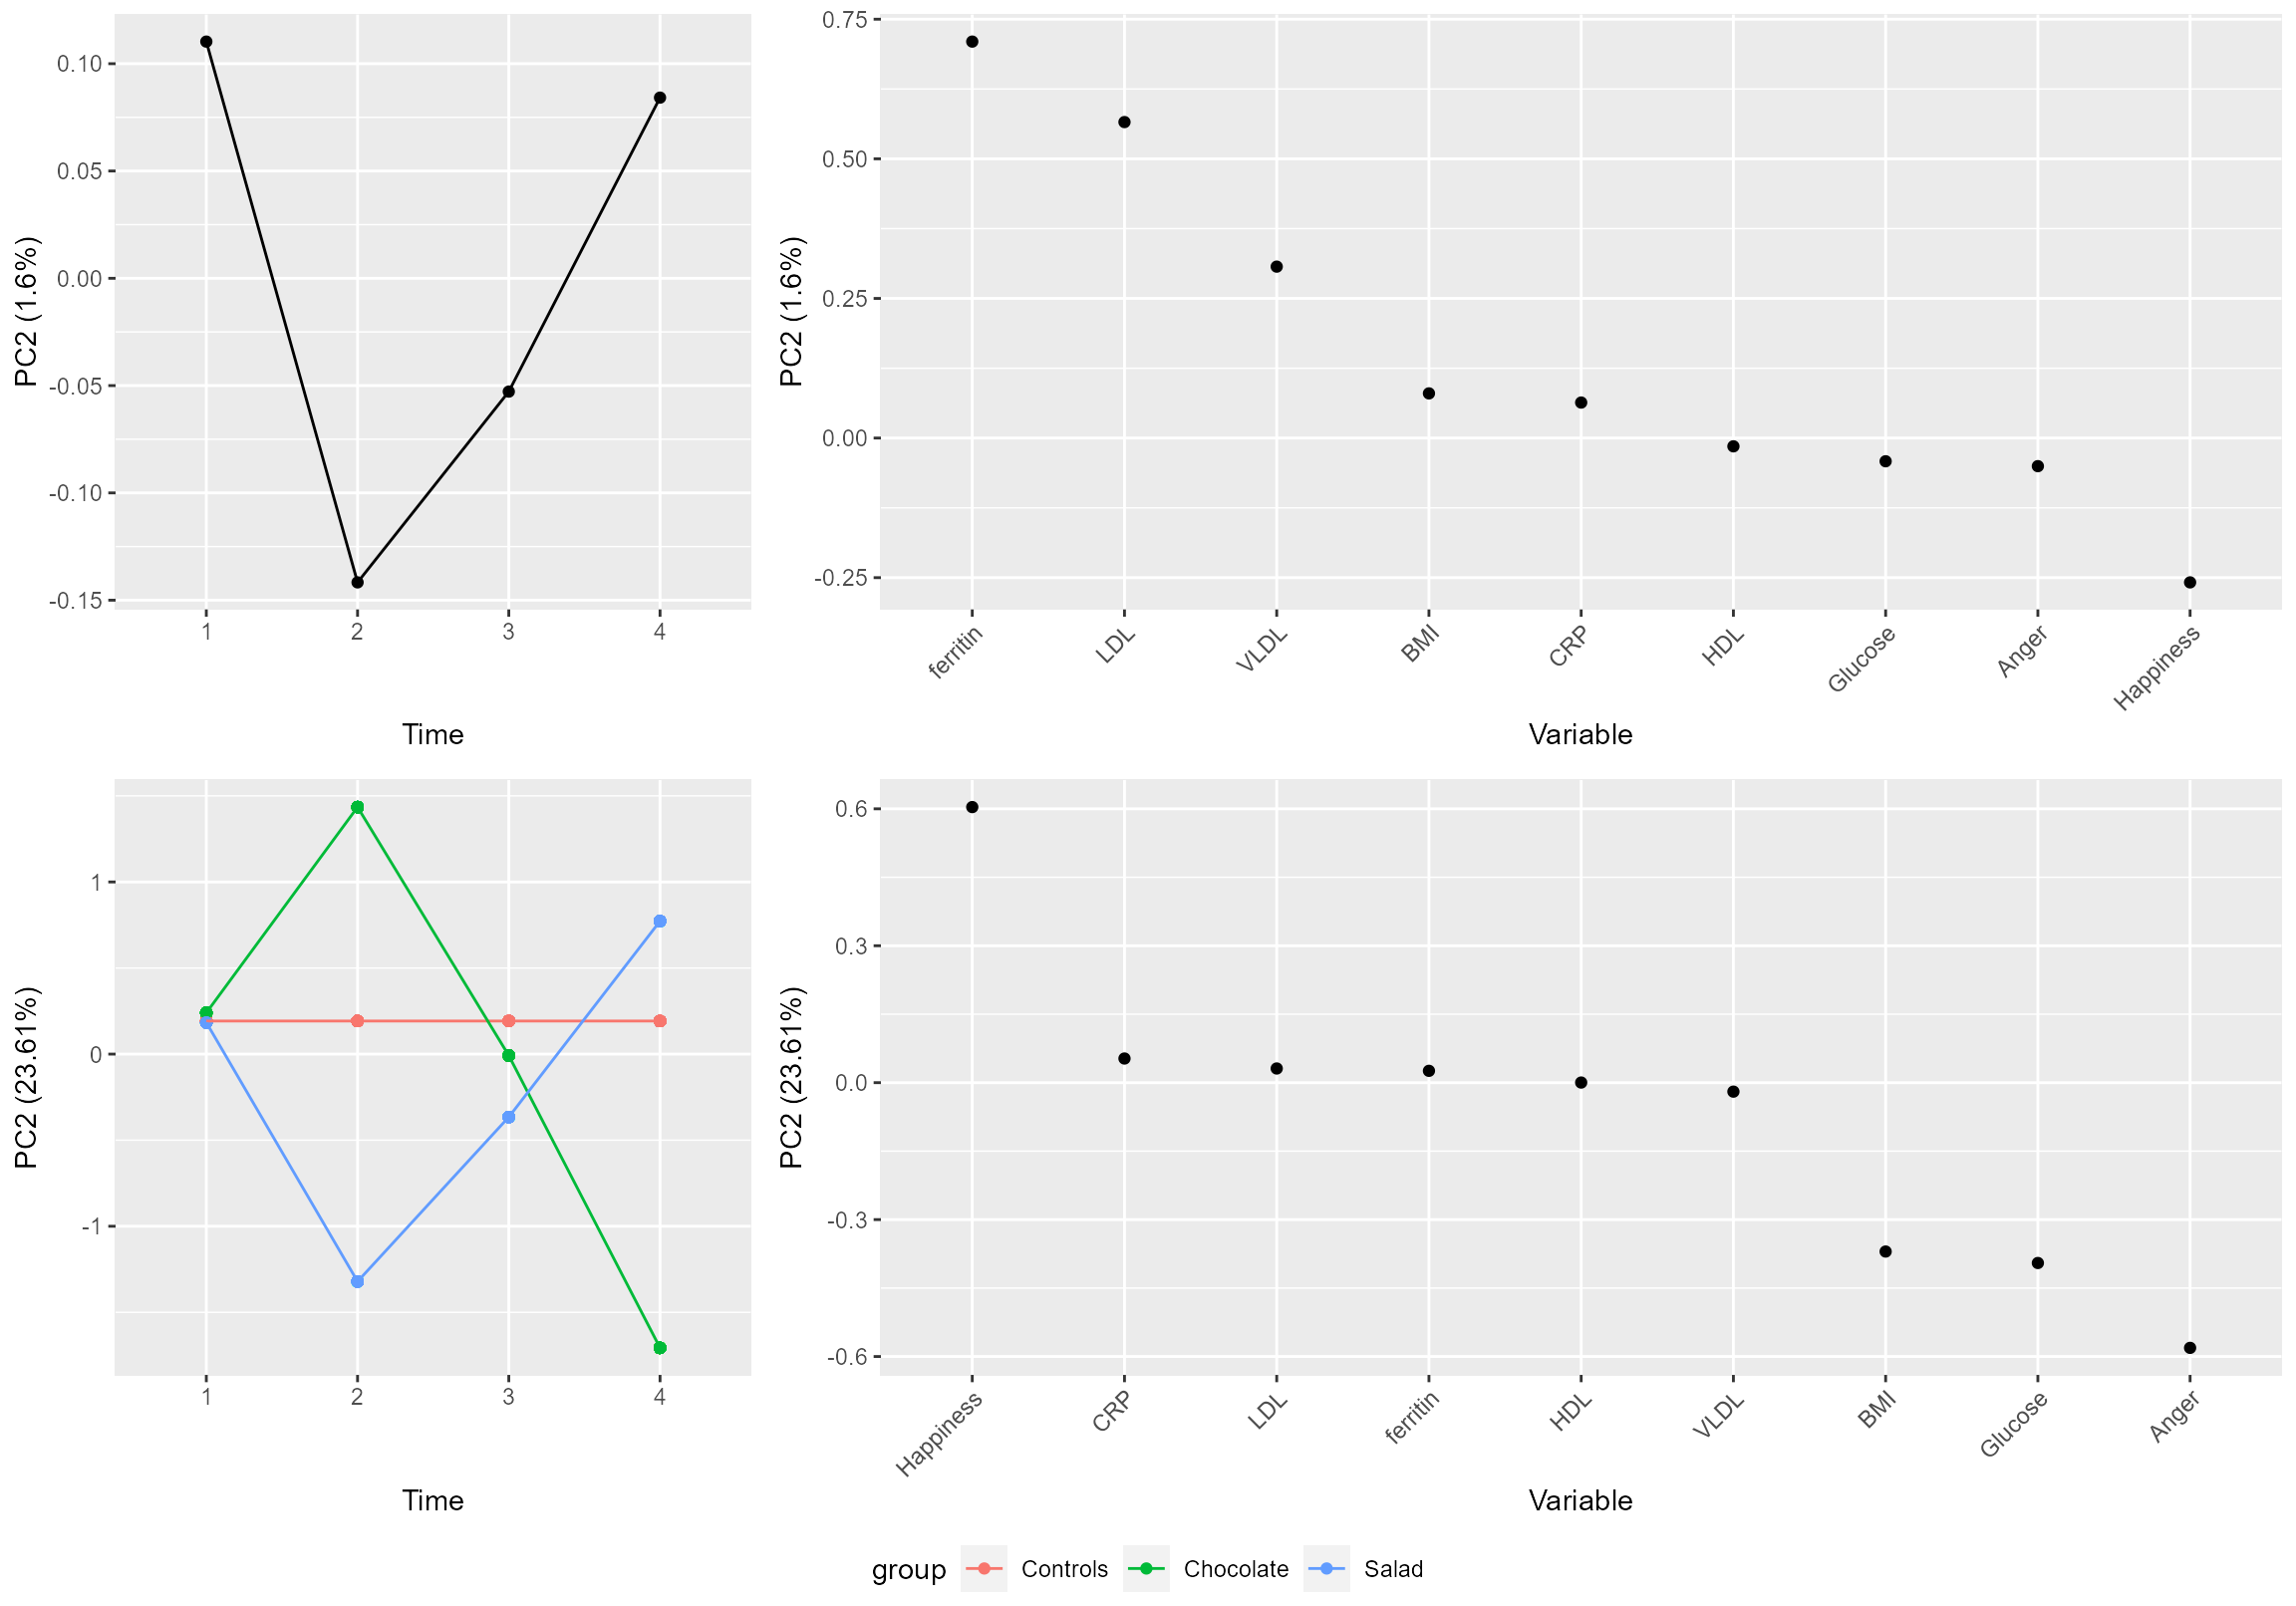 PC2 (1.6%)
0.10
0.05
0.00
-0.05
-0.10
-0.15
1 2 3 4
Time
PC2 (1.6%)
0.75
0.50
0.25
0.00
-0.25
ferritin LDL VLDL BMI CRP HDL Glucose Anger Happiness
Variable
PC2 (23.61%)
1
0
-1
1 2 3 4
Time
PC2 (23.61%)
0.6
0.3
0.0
-0.3
-0.6
Happiness CRP LDL ferritin HDL VLDL BMI Glucose Anger
Variable
group Controls Chocolate Salad